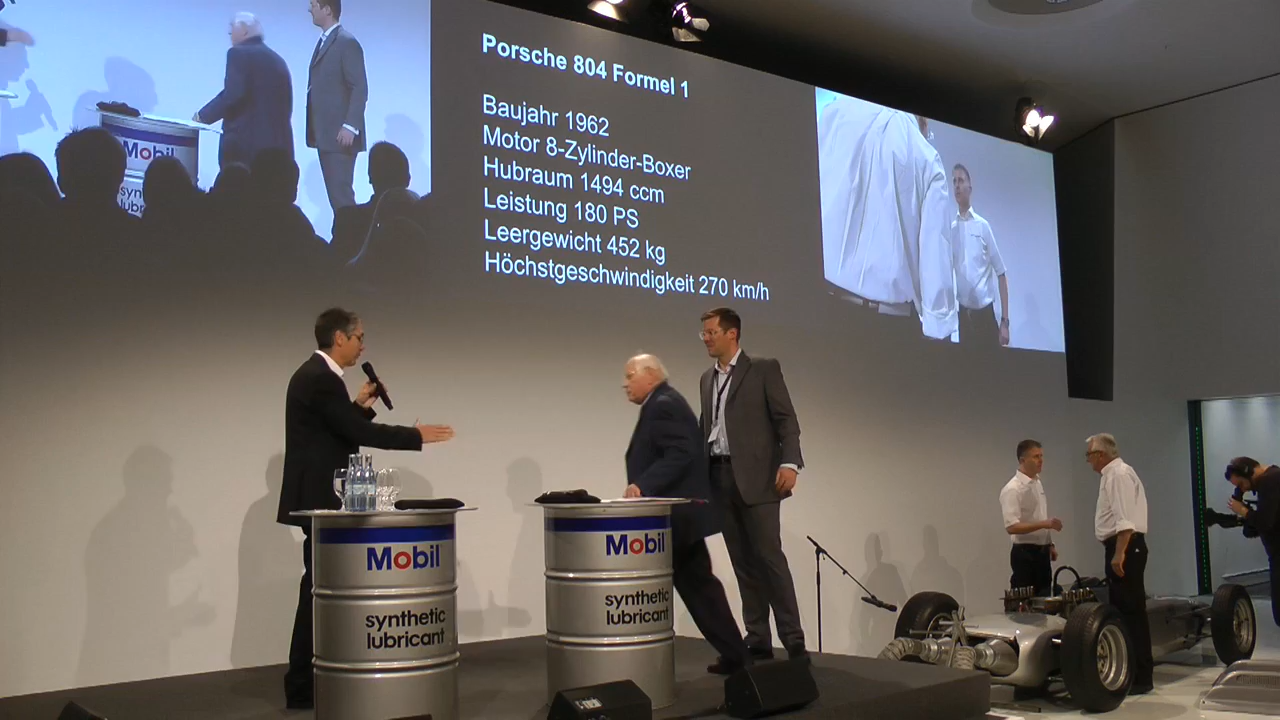 Porsche 804 Formel 1
Baujahr 1962
Motor 8-Zylinder-Boxer
Hubraum 1494 ccm
Leistung 180 PS
Leergewicht 452 kg
Höchstgeschwindigkeit 270 km/h
Mobil
Mobil
synthetic
lubricant
Mobil
synthetic
lubricant